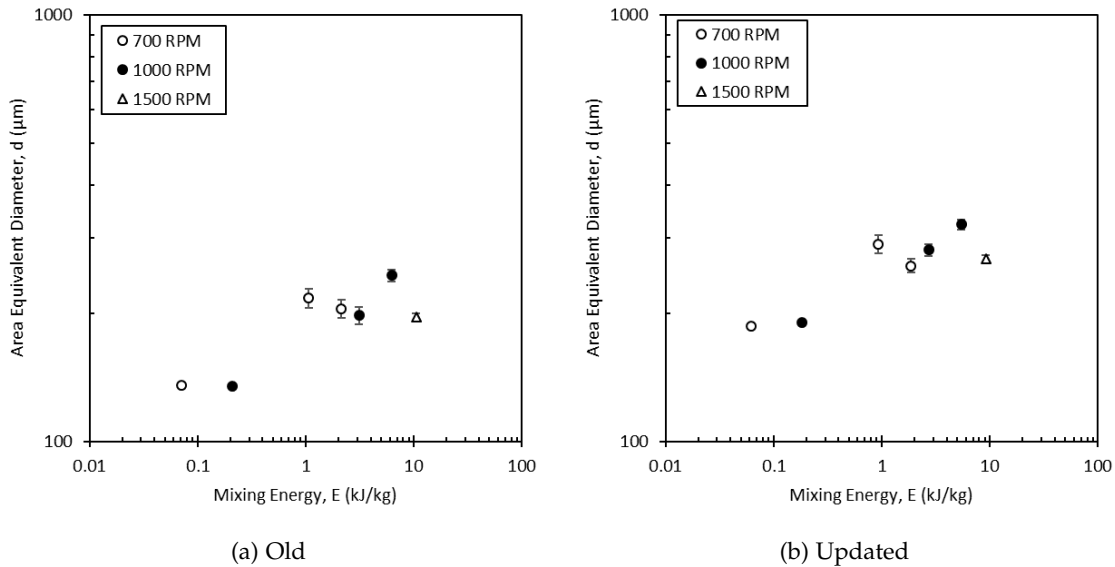 1000
700 RPM
1000 RPM
1500 RPM
Area Equivalent Diameter, d (μm)
100
0.01 0.1 1 10 100
Mixing Energy, E (kJ/kg)
(a) Old
1000
700 RPM
1000 RPM
1500 RPM
Area Equivalent Diameter, d (μm)
100
0.01 0.1 1 10 100
Mixing Energy, E (kJ/kg)
(b) Updated